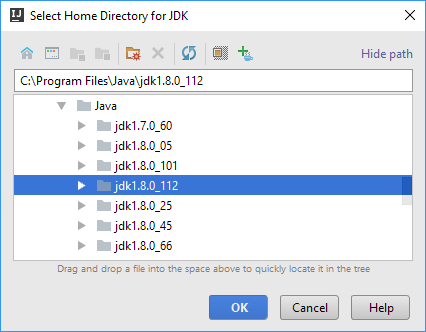 IJ
Select Home Directory for JDK
Hide path
C:\Program Files\Java\jdk1.8.0_112
Java
jdk1.7.0_60
jdk1.8.0_05
jdk1.8.0_101
jdk1.8.0_112
jdk1.8.0_25
jdk1.8.0_45
jdk1.8.0_66
Drag and drop a file into the space above to quickly locate it in the tree
OK
Cancel
Help